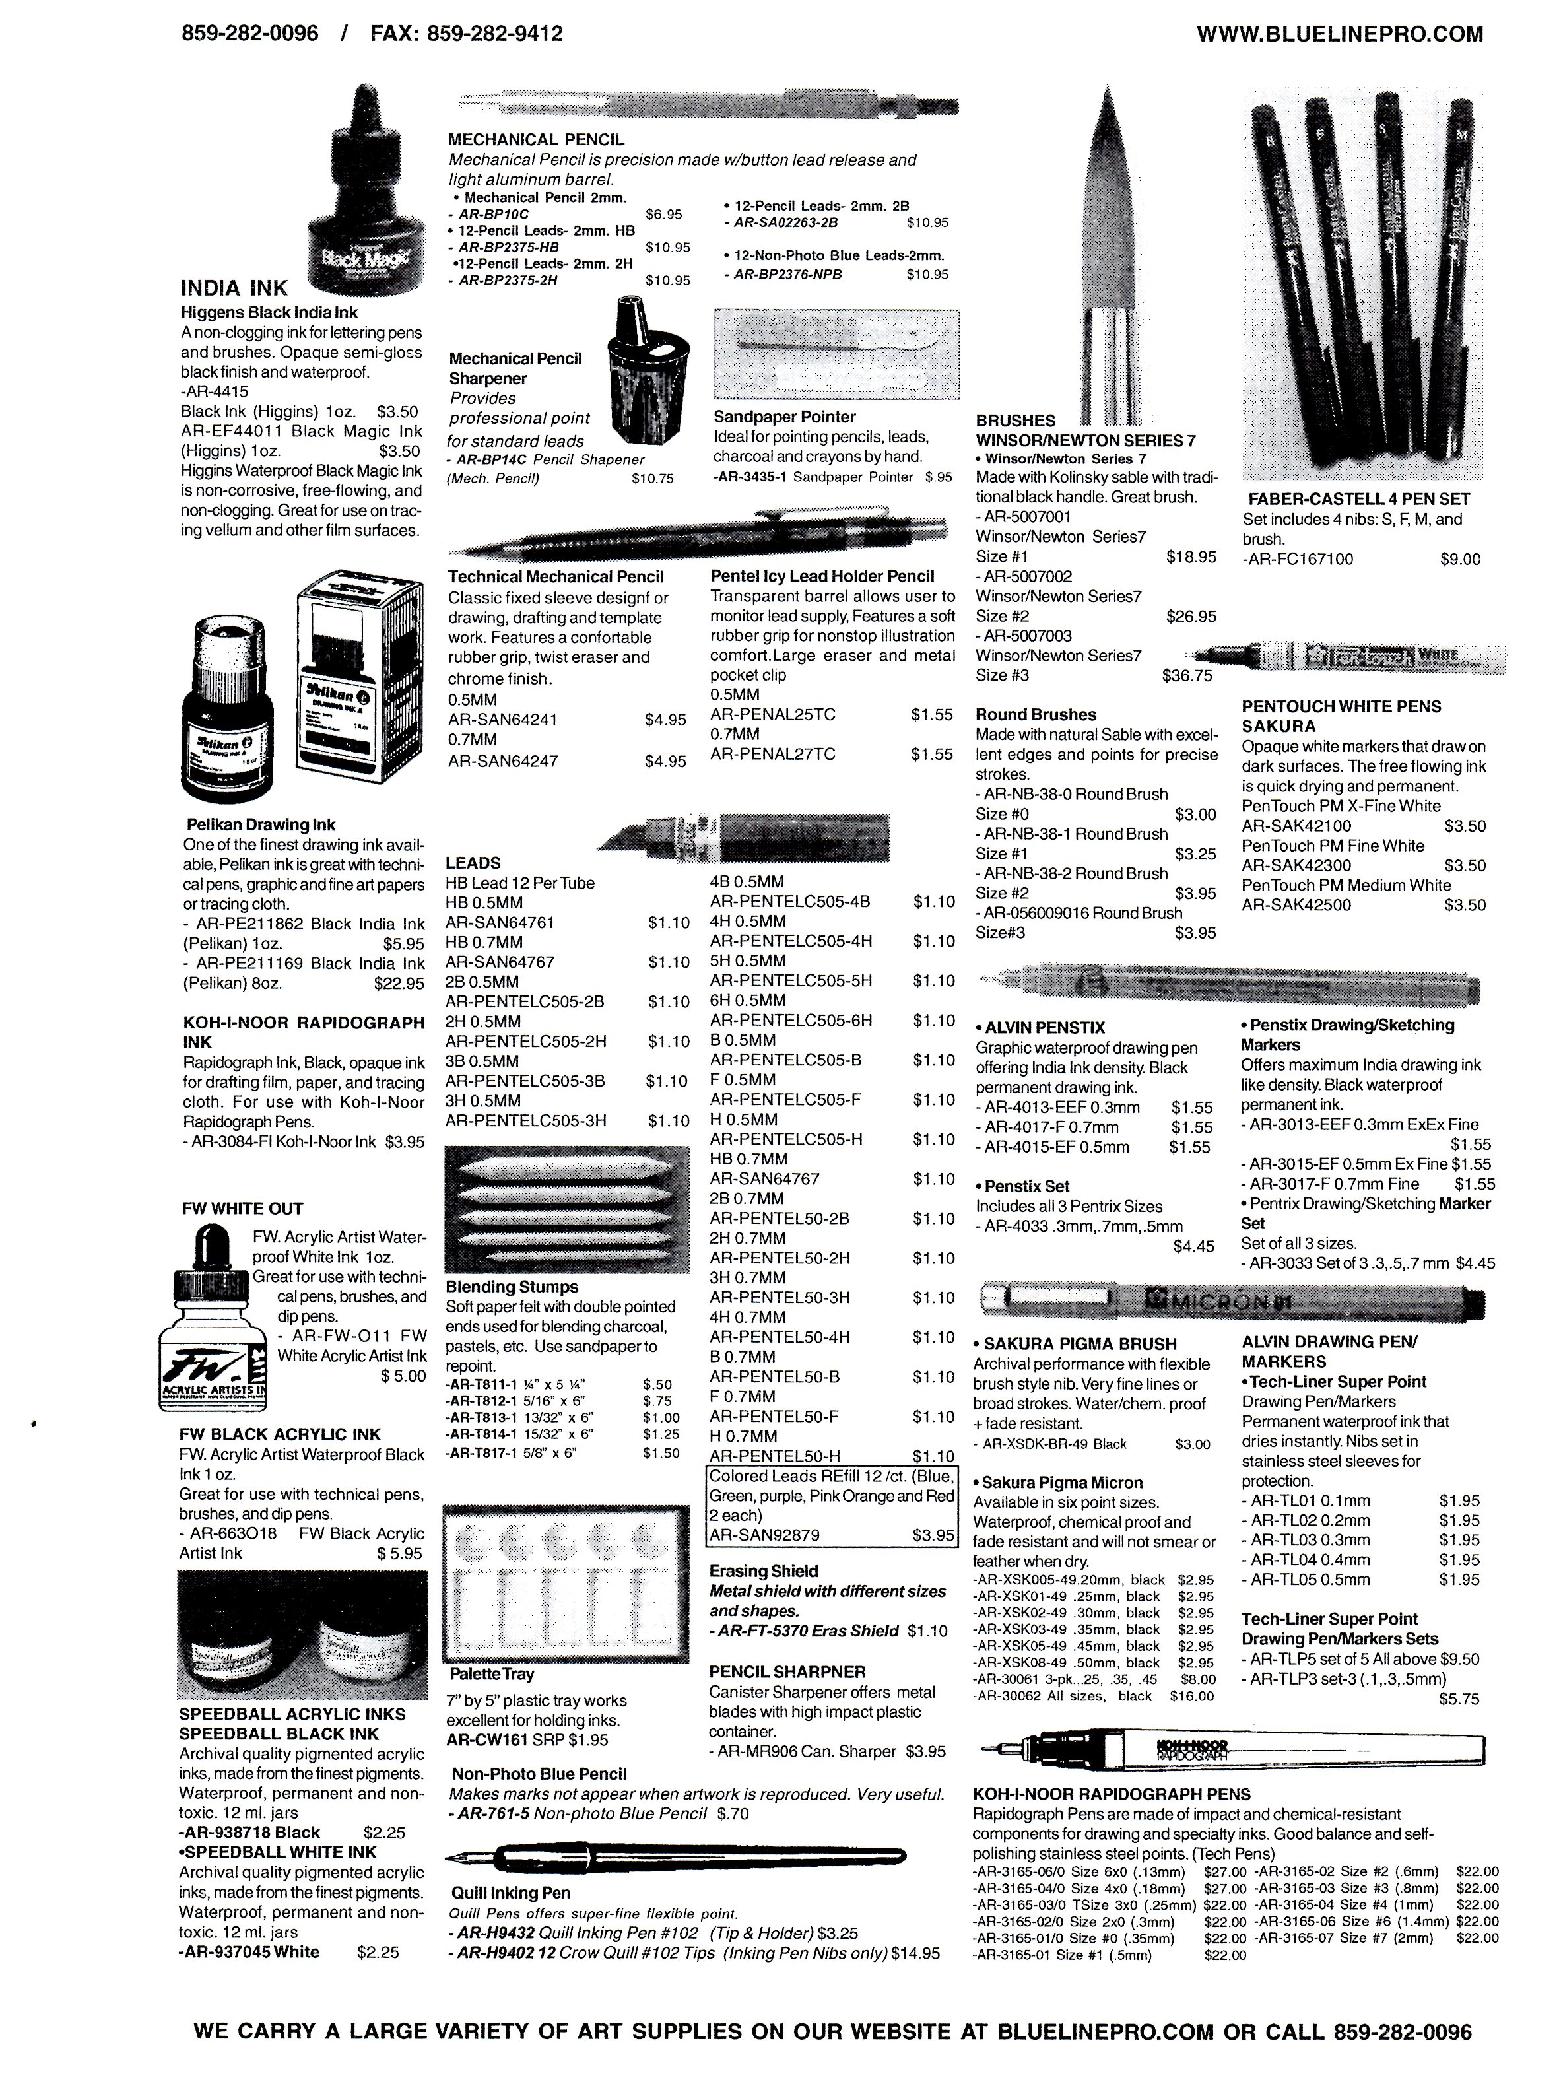 859-282-0096 / FAX: 859-282-9412
WWW.BLUELINEPRO.COM
Black Magic
INDIA INK
Higgens Black India Ink
A non-clogging ink for lettering pens
and brushes. Opaque semi-gloss
black finish and waterproof.
-AR-4415
Black Ink (Higgins) 1oz. $3.50
AR-EF44011 Black Magic Ink
(Higgins) 1oz. $3.50
Higgins Waterproof Black Magic Ink
is non-corrosive, free-flowing, and
non-clogging. Great for use on trac-
ing vellum and other film surfaces.
Pelikan
DRAWING INK A
Pelikan
DRAWING INK A
Pelikan Drawing Ink
One of the finest drawing ink avail-
able, Pelikan ink is great with techni-
cal pens, graphic and fine art papers
or tracing cloth.
- AR-PE211862 Black India Ink
(Pelikan) 1oz. $5.95
- AR-PE211169 Black India Ink
(Pelikan) 8oz. $22.95
KOH-I-NOOR RAPIDOGRAPH
INK
Rapidograph Ink, Black, opaque ink
for drafting film, paper, and tracing
cloth. For use with Koh-I-Noor
Rapidograph Pens.
- AR-3084-FI Koh-I-Noor Ink $3.95
FW WHITE OUT
FW. Acrylic Artist Water-
proof White Ink 1oz.
Great for use with techni-
cal pens, brushes, and
dip pens.
- AR-FW-O11 FW
White Acrylic Artist Ink
$ 5.00
FW.
ACRYLIC ARTISTS IN
FW BLACK ACRYLIC INK
FW. Acrylic Artist Waterproof Black
Ink 1 oz.
Great for use with technical pens,
brushes, and dip pens.
- AR-663O18 FW Black Acrylic
Artist Ink $ 5.95
SPEEDBALL ACRYLIC INKS
SPEEDBALL BLACK INK
Archival quality pigmented acrylic
inks, made from the finest pigments.
Waterproof, permanent and non-
toxic. 12 ml. jars
-AR-938718 Black $2.25
•SPEEDBALL WHITE INK
Archival quality pigmented acrylic
inks, made from the finest pigments.
Waterproof, permanent and non-
toxic. 12 ml. jars
-AR-937045 White $2.25
MECHANICAL PENCIL
Mechanical Pencil is precision made w/button lead release and
light aluminum barrel.
• Mechanical Pencil 2mm.
- AR-BP10C $6.95
• 12-Pencil Leads- 2mm. HB
- AR-BP2375-HB $10.95
•12-Pencil Leads- 2mm. 2H
- AR-BP2375-2H $10.95
• 12-Pencil Leads- 2mm. 2B
- AR-SA02263-2B $10.95
• 12-Non-Photo Blue Leads-2mm.
- AR-BP2376-NPB $10.95
Mechanical Pencil
Sharpener
Provides
professional point
for standard leads
- AR-BP14C Pencil Shapener
(Mech. Pencil) $10.75
Sandpaper Pointer
Ideal for pointing pencils, leads,
charcoal and crayons by hand.
-AR-3435-1 Sandpaper Pointer $.95
Technical Mechanical Pencil
Classic fixed sleeve designf or
drawing, drafting and template
work. Features a confortable
rubber grip, twist eraser and
chrome finish.
0.5MM
AR-SAN64241 $4.95
0.7MM
AR-SAN64247 $4.95
Pentel Icy Lead Holder Pencil
Transparent barrel allows user to
monitor lead supply, Features a soft
rubber grip for nonstop illustration
comfort.Large eraser and metal
pocket clip
0.5MM
AR-PENAL25TC $1.55
0.7MM
AR-PENAL27TC $1.55
LEADS
HB Lead 12 Per Tube
HB 0.5MM
AR-SAN64761 $1.10
HB 0.7MM
AR-SAN64767 $1.10
2B 0.5MM
AR-PENTELC505-2B $1.10
2H 0.5MM
AR-PENTELC505-2H $1.10
3B 0.5MM
AR-PENTELC505-3B $1.10
3H 0.5MM
AR-PENTELC505-3H $1.10
4B 0.5MM
AR-PENTELC505-4B $1.10
4H 0.5MM
AR-PENTELC505-4H $1.10
5H 0.5MM
AR-PENTELC505-5H $1.10
6H 0.5MM
AR-PENTELC505-6H $1.10
B 0.5MM
AR-PENTELC505-B $1.10
F 0.5MM
AR-PENTELC505-F $1.10
H 0.5MM
AR-PENTELC505-H $1.10
HB 0.7MM
AR-SAN64767 $1.10
2B 0.7MM
AR-PENTEL50-2B $1.10
2H 0.7MM
AR-PENTEL50-2H $1.10
3H 0.7MM
AR-PENTEL50-3H $1.10
4H 0.7MM
AR-PENTEL50-4H $1.10
B 0.7MM
AR-PENTEL50-B $1.10
F 0.7MM
AR-PENTEL50-F $1.10
H 0.7MM
AR-PENTEL50-H $1.10
Colored Leads REfill 12 /ct. (Blue,
Green, purple, Pink Orange and Red
2 each)
AR-SAN92879 $3.95
Blending Stumps
Soft paper felt with double pointed
ends used for blending charcoal,
pastels, etc. Use sandpaper to
repoint.
-AR-T811-1 ¼" x 5 ¼" $.50
-AR-T812-1 5/16" x 6" $.75
-AR-T813-1 13/32" x 6" $1.00
-AR-T814-1 15/32" x 6" $1.25
-AR-T817-1 5/8" x 6" $1.50
Palette Tray
7" by 5" plastic tray works
excellent for holding inks.
AR-CW161 SRP $1.95
Erasing Shield
Metal shield with different sizes
and shapes.
- AR-FT-5370 Eras Shield $1.10
PENCIL SHARPNER
Canister Sharpener offers metal
blades with high impact plastic
container.
- AR-MR906 Can. Sharper $3.95
Non-Photo Blue Pencil
Makes marks not appear when artwork is reproduced. Very useful.
- AR-761-5 Non-photo Blue Pencil $.70
Quill Inking Pen
Quill Pens offers super-fine flexible point.
- AR-H9432 Quill Inking Pen #102 (Tip & Holder) $3.25
- AR-H9402 12 Crow Quill #102 Tips (Inking Pen Nibs only) $14.95
BRUSHES
WINSOR/NEWTON SERIES 7
• Winsor/Newton Series 7
Made with Kolinsky sable with tradi-
tional black handle. Great brush.
- AR-5007001
Winsor/Newton Series7
Size #1 $18.95
- AR-5007002
Winsor/Newton Series7
Size #2 $26.95
- AR-5007003
Winsor/Newton Series7
Size #3 $36.75
Round Brushes
Made with natural Sable with excel-
lent edges and points for precise
strokes.
- AR-NB-38-0 Round Brush
Size #0 $3.00
- AR-NB-38-1 Round Brush
Size #1 $3.25
- AR-NB-38-2 Round Brush
Size #2 $3.95
- AR-056009016 Round Brush
Size#3 $3.95
B F S M
FABER-CASTELL
FABER-CASTELL 4 PEN SET
Set includes 4 nibs: S, F, M, and
brush.
-AR-FC167100 $9.00
Pen-touch WHITE
PENTOUCH WHITE PENS
SAKURA
Opaque white markers that draw on
dark surfaces. The free flowing ink
is quick drying and permanent.
PenTouch PM X-Fine White
AR-SAK42100 $3.50
PenTouch PM Fine White
AR-SAK42300 $3.50
PenTouch PM Medium White
AR-SAK42500 $3.50
• ALVIN PENSTIX
Graphic waterproof drawing pen
offering India Ink density. Black
permanent drawing ink.
- AR-4013-EEF 0.3mm $1.55
- AR-4017-F 0.7mm $1.55
- AR-4015-EF 0.5mm $1.55
• Penstix Set
Includes all 3 Pentrix Sizes
- AR-4033 .3mm,.7mm,.5mm
$4.45
• Penstix Drawing/Sketching
Markers
Offers maximum India drawing ink
like density. Black waterproof
permanent ink.
- AR-3013-EEF 0.3mm ExEx Fine
$1.55
- AR-3015-EF 0.5mm Ex Fine $1.55
- AR-3017-F 0.7mm Fine $1.55
• Pentrix Drawing/Sketching Marker
Set
Set of all 3 sizes.
- AR-3033 Set of 3 .3,.5,.7 mm $4.45
MICRON 01
• SAKURA PIGMA BRUSH
Archival performance with flexible
brush style nib. Very fine lines or
broad strokes. Water/chem. proof
+ fade resistant.
- AR-XSDK-BR-49 Black $3.00
• Sakura Pigma Micron
Available in six point sizes.
Waterproof, chemical proof and
fade resistant and will not smear or
feather when dry.
-AR-XSK005-49.20mm, black $2.95
-AR-XSK01-49 .25mm, black $2.95
-AR-XSK02-49 .30mm, black $2.95
-AR-XSK03-49 .35mm, black $2.95
-AR-XSK05-49 .45mm, black $2.95
-AR-XSK08-49 .50mm, black $2.95
-AR-30061 3-pk...25, .35, .45 $8.00
-AR-30062 All sizes, black $16.00
ALVIN DRAWING PEN/
MARKERS
•Tech-Liner Super Point
Drawing Pen/Markers
Permanent waterproof ink that
dries instantly. Nibs set in
stainless steel sleeves for
protection.
- AR-TL01 0.1mm $1.95
- AR-TL02 0.2mm $1.95
- AR-TL03 0.3mm $1.95
- AR-TL04 0.4mm $1.95
- AR-TL05 0.5mm $1.95
Tech-Liner Super Point
Drawing Pen/Markers Sets
- AR-TLP5 set of 5 All above $9.50
- AR-TLP3 set-3 (.1,.3,.5mm)
$5.75
KOH-I-NOOR
RAPIDOGRAPH
KOH-I-NOOR RAPIDOGRAPH PENS
Rapidograph Pens are made of impact and chemical-resistant
components for drawing and specialty inks. Good balance and self-
polishing stainless steel points. (Tech Pens)
-AR-3165-06/0 Size 6x0 (.13mm) $27.00 -AR-3165-02 Size #2 (.6mm) $22.00
-AR-3165-04/0 Size 4x0 (.18mm) $27.00 -AR-3165-03 Size #3 (.8mm) $22.00
-AR-3165-03/0 TSize 3x0 (.25mm) $22.00 -AR-3165-04 Size #4 (1mm) $22.00
-AR-3165-02/0 Size 2x0 (.3mm) $22.00 -AR-3165-06 Size #6 (1.4mm) $22.00
-AR-3165-01/0 Size #0 (.35mm) $22.00 -AR-3165-07 Size #7 (2mm) $22.00
-AR-3165-01 Size #1 (.5mm) $22.00
WE CARRY A LARGE VARIETY OF ART SUPPLIES ON OUR WEBSITE AT BLUELINEPRO.COM OR CALL 859-282-0096